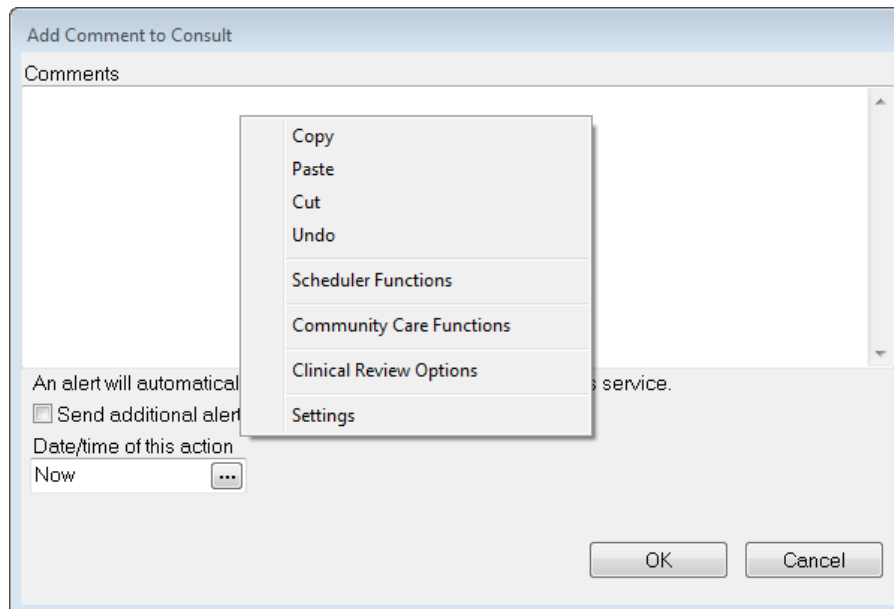 Add Comment to Consult
Comments
Copy
Paste
Cut
Undo
Scheduler Functions
Community Care Functions
Clinical Review Options
Settings
An alert will automatical s service.
Send additional alert
Date/time of this action
Now ...
OK Cancel